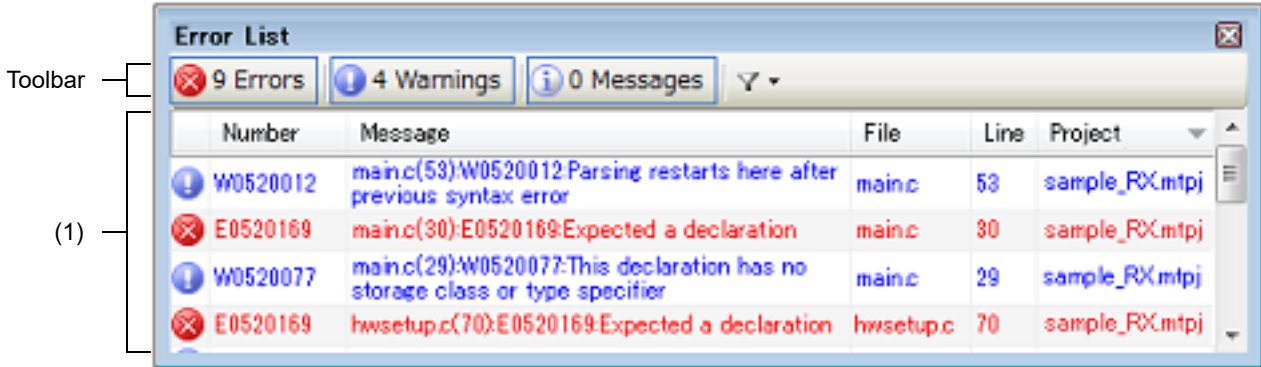 Error List
Toolbar
9 Errors 4 Warnings 0 Messages
Number Message File Line Project
W0520012 main.c(53):W0520012:Parsing restarts here after previous syntax error main.c 53 sample_RX.mtpj
(1)
E0520169 main.c(30):E0520169:Expected a declaration main.c 30 sample_RX.mtpj
W0520077 main.c(29):W0520077:This declaration has no storage class or type specifier main.c 29 sample_RX.mtpj
E0520169 hwsetup.c(70):E0520169:Expected a declaration hwsetup.c 70 sample_RX.mtpj